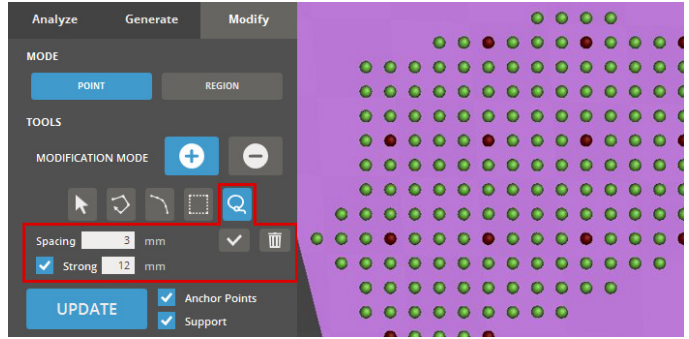 Analyze Generate Modify
MODE
POINT REGION
TOOLS
MODIFICATION MODE
Spacing 3 mm
Strong 12 mm
UPDATE
Anchor Points
Support